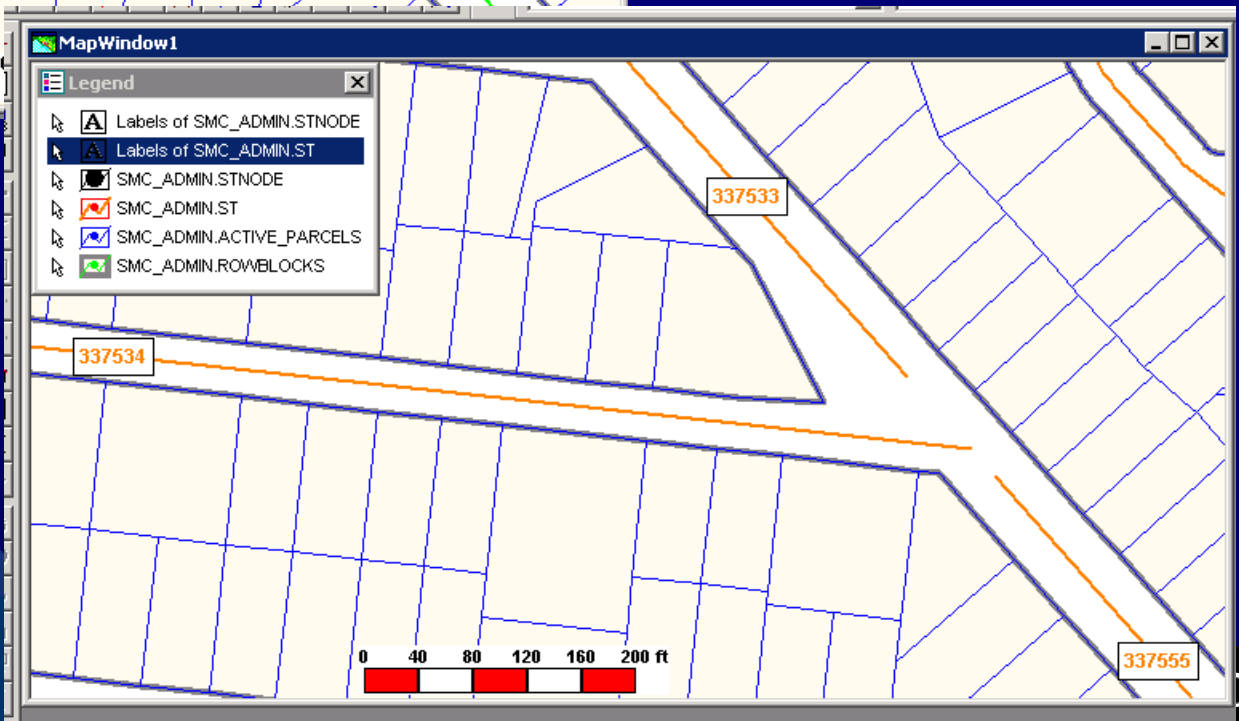 MapWindow1
Legend
Labels of SMC_ADMIN.STNODE
Labels of SMC_ADMIN.ST
SMC_ADMIN.STNODE
SMC_ADMIN.ST
SMC_ADMIN.ACTIVE_PARCELS
SMC_ADMIN.ROWBLOCKS
337533
337534
0 40 80 120 160 200 ft
337555